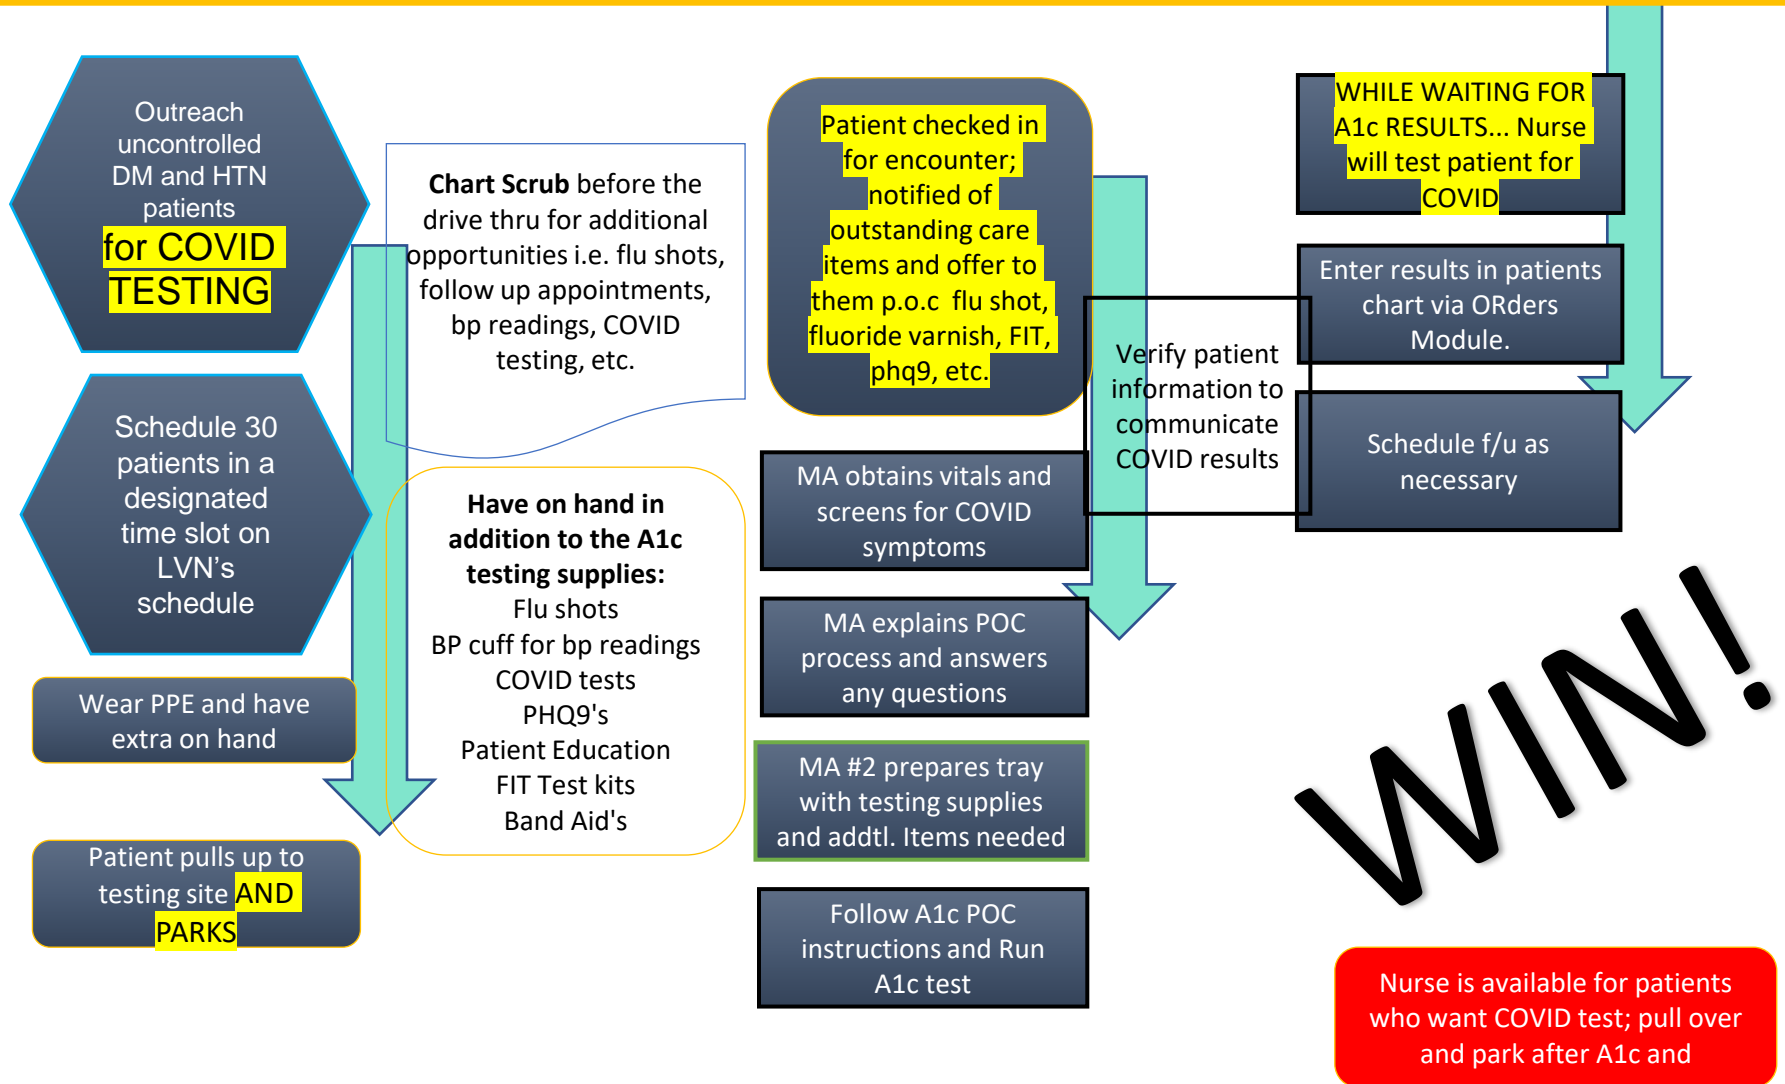 Outreach
uncontrolled
DM and HTN
patients
for COVID
TESTING
Schedule 30
patients in a
designated
time slot on
LVN’s
schedule
Wear PPE and have
extra on hand
Patient pulls up to
testing site AND
PARKS
Chart Scrub before the
drive thru for additional
opportunities i.e. flu shots,
follow up appointments,
bp readings, COVID
testing, etc.
Have on hand in
addition to the A1c
testing supplies:
Flu shots
BP cuff for bp readings
COVID tests
PHQ9's
Patient Education
FIT Test kits
Band Aid's
Patient checked in
for encounter;
notified of
outstanding care
items and offer to
them p.o.c flu shot,
fluoride varnish, FIT,
phq9, etc.
MA obtains vitals and
screens for COVID
symptoms
MA explains POC
process and answers
any questions
MA #2 prepares tray
with testing supplies
and addtl. Items needed
Follow A1c POC
instructions and Run
A1c test
Verify patient
information to
communicate
COVID results
WHILE WAITING FOR
A1c RESULTS... Nurse
will test patient for
COVID
Enter results in patients
chart via ORders
Module.
Schedule f/u as
necessary
WIN!
Nurse is available for patients
who want COVID test; pull over
and park after A1c and